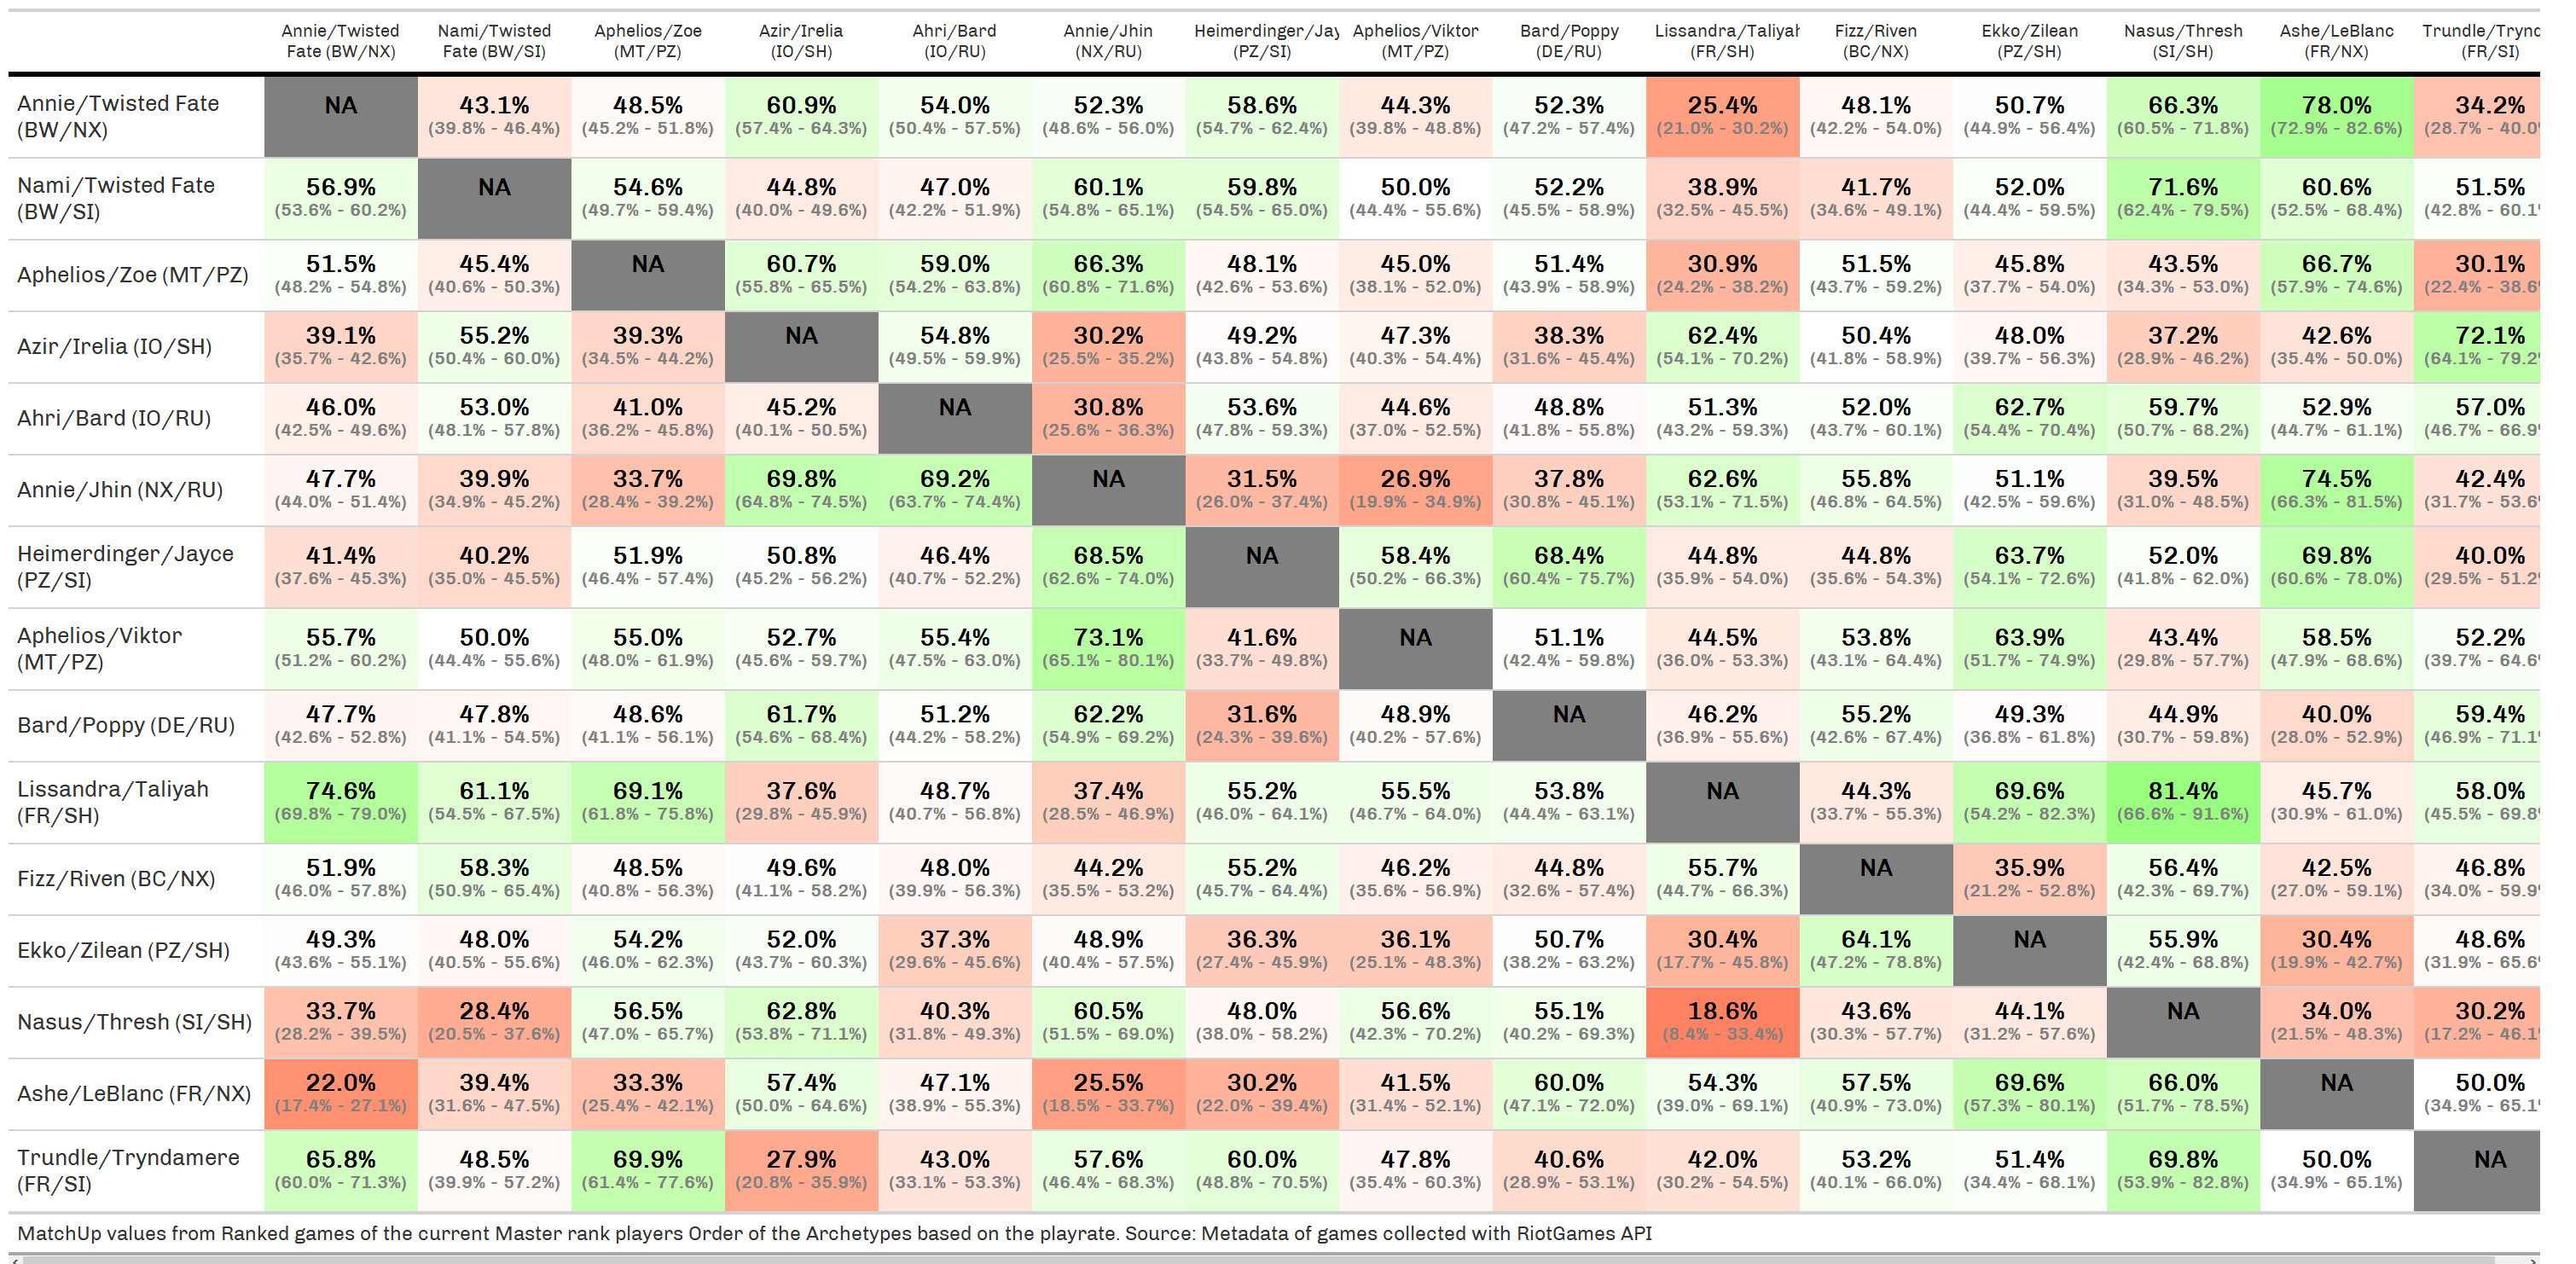 Annie/Twisted Nami/Twisted Aphelios/Zoe Azir/Irelia Ahri/Bard Annie/Jhin Heimerdinger/Jay Aphelios/Viktor Bard/Poppy Lissandra/Taliyah Fizz/Riven Ekko/Zilean Nasus/Thresh Ashe/LeBlanc Trundle/Trynd
Fate (BW/NX) Fate (BW/SI) (MT/PZ) (IO/SH) (IO/RU) (NX/RU) (PZ/SI) (MT/PZ) (DE/RU) (FR/SH) (BC/NX) (PZ/SH) (SI/SH) (FR/NX) (FR/SI)
Annie/Twisted Fate NA 43.1% 48.5% 60.9% 54.0% 52.3% 58.6% 44.3% 52.3% 25.4% 48.1% 50.7% 66.3% 78.0% 34.2%
(BW/NX) (39.8% - 46.4%) (45.2% - 51.8%) (57.4% - 64.3%) (50.4% - 57.5%) (48.6% - 56.0%) (54.7% - 62.4%) (39.8% - 48.8%) (47.2% - 57.4%) (21.0% - 30.2%) (42.2% - 54.0%) (44.9% - 56.4%) (60.5% - 71.8%) (72.9% - 82.6%) (28.7% - 40.0
Nami/Twisted Fate 56.9% NA 54.6% 44.8% 47.0% 60.1% 59.8% 50.0% 52.2% 38.9% 41.7% 52.0% 71.6% 60.6% 51.5%
(BW/SI) (53.6% - 60.2%) (49.7% - 59.4%) (40.0% - 49.6%) (42.2% - 51.9%) (54.8% - 65.1%) (54.5% - 65.0%) (44.4% - 55.6%) (45.5% - 58.9%) (32.5% - 45.5%) (34.6% - 49.1%) (44.4% - 59.5%) (62.4% - 79.5%) (52.5% - 68.4%) (42.8% - 60.1
Aphelios/Zoe (MT/PZ) 51.5% 45.4% NA 60.7% 59.0% 66.3% 48.1% 45.0% 51.4% 30.9% 51.5% 45.8% 43.5% 66.7% 30.1%
(48.2% - 54.8%) (40.6% - 50.3%) (55.8% - 65.5%) (54.2% - 63.8%) (60.8% - 71.6%) (42.6% - 53.6%) (38.1% - 52.0%) (43.9% - 58.9%) (24.2% - 38.2%) (43.7% - 59.2%) (37.7% - 54.0%) (34.3% - 53.0%) (57.9% - 74.6%) (22.4% - 38.6
Azir/Irelia (IO/SH) 39.1% 55.2% 39.3% NA 54.8% 30.2% 49.2% 47.3% 38.3% 62.4% 50.4% 48.0% 37.2% 42.6% 72.1%
(35.7% - 42.6%) (50.4% - 60.0%) (34.5% - 44.2%) (49.5% - 59.9%) (25.5% - 35.2%) (43.8% - 54.8%) (40.3% - 54.4%) (31.6% - 45.4%) (54.1% - 70.2%) (41.8% - 58.9%) (39.7% - 56.3%) (28.9% - 46.2%) (35.4% - 50.0%) (64.1% - 79.2
Ahri/Bard (IO/RU) 46.0% 53.0% 41.0% 45.2% NA 30.8% 53.6% 44.6% 48.8% 51.3% 52.0% 62.7% 59.7% 52.9% 57.0%
(42.5% - 49.6%) (48.1% - 57.8%) (36.2% - 45.8%) (40.1% - 50.5%) (25.6% - 36.3%) (47.8% - 59.3%) (37.0% - 52.5%) (41.8% - 55.8%) (43.2% - 59.3%) (43.7% - 60.1%) (54.4% - 70.4%) (50.7% - 68.2%) (44.7% - 61.1%) (46.7% - 66.9
Annie/Jhin (NX/RU) 47.7% 39.9% 33.7% 69.8% 69.2% NA 31.5% 26.9% 37.8% 62.6% 55.8% 51.1% 39.5% 74.5% 42.4%
(44.0% - 51.4%) (34.9% - 45.2%) (28.4% - 39.2%) (64.8% - 74.5%) (63.7% - 74.4%) (26.0% - 37.4%) (19.9% - 34.9%) (30.8% - 45.1%) (53.1% - 71.5%) (46.8% - 64.5%) (42.5% - 59.6%) (31.0% - 48.5%) (66.3% - 81.5%) (31.7% - 53.6
Heimerdinger/Jayce 41.4% 40.2% 51.9% 50.8% 46.4% 68.5% NA 58.4% 68.4% 44.8% 44.8% 63.7% 52.0% 69.8% 40.0%
(PZ/SI) (37.6% - 45.3%) (35.0% - 45.5%) (46.4% - 57.4%) (45.2% - 56.2%) (40.7% - 52.2%) (62.6% - 74.0%) (50.2% - 66.3%) (60.4% - 75.7%) (35.9% - 54.0%) (35.6% - 54.3%) (54.1% - 72.6%) (41.8% - 62.0%) (60.6% - 78.0%) (29.5% - 51.2
Aphelios/Viktor 55.7% 50.0% 55.0% 52.7% 55.4% 73.1% 41.6% NA 51.1% 44.5% 53.8% 63.9% 43.4% 58.5% 52.2%
(MT/PZ) (51.2% - 60.2%) (44.4% - 55.6%) (48.0% - 61.9%) (45.6% - 59.7%) (47.5% - 63.0%) (65.1% - 80.1%) (33.7% - 49.8%) (42.4% - 59.8%) (36.0% - 53.3%) (43.1% - 64.4%) (51.7% - 74.9%) (29.8% - 57.7%) (47.9% - 68.6%) (39.7% - 64.6
Bard/Poppy (DE/RU) 47.7% 47.8% 48.6% 61.7% 51.2% 62.2% 31.6% 48.9% NA 46.2% 55.2% 49.3% 44.9% 40.0% 59.4%
(42.6% - 52.8%) (41.1% - 54.5%) (41.1% - 56.1%) (54.6% - 68.4%) (44.2% - 58.2%) (54.9% - 69.2%) (24.3% - 39.6%) (40.2% - 57.6%) (36.9% - 55.6%) (42.6% - 67.4%) (36.8% - 61.8%) (30.7% - 59.8%) (28.0% - 52.9%) (46.9% - 71.1
Lissandra/Taliyah 74.6% 61.1% 69.1% 37.6% 48.7% 37.4% 55.2% 55.5% 53.8% NA 44.3% 69.6% 81.4% 45.7% 58.0%
(FR/SH) (69.8% - 79.0%) (54.5% - 67.5%) (61.8% - 75.8%) (29.8% - 45.9%) (40.7% - 56.8%) (28.5% - 46.9%) (46.0% - 64.1%) (46.7% - 64.0%) (44.4% - 63.1%) (33.7% - 55.3%) (54.2% - 82.3%) (66.6% - 91.6%) (30.9% - 61.0%) (45.5% - 69.8
Fizz/Riven (BC/NX) 51.9% 58.3% 48.5% 49.6% 48.0% 44.2% 55.2% 46.2% 44.8% 55.7% NA 35.9% 56.4% 42.5% 46.8%
(46.0% - 57.8%) (50.9% - 65.4%) (40.8% - 56.3%) (41.1% - 58.2%) (39.9% - 56.3%) (35.5% - 53.2%) (45.7% - 64.4%) (35.6% - 56.9%) (32.6% - 57.4%) (44.7% - 66.3%) (21.2% - 52.8%) (42.3% - 69.7%) (27.0% - 59.1%) (34.0% - 59.9
Ekko/Zilean (PZ/SH) 49.3% 48.0% 54.2% 52.0% 37.3% 48.9% 36.3% 36.1% 50.7% 30.4% 64.1% NA 55.9% 30.4% 48.6%
(43.6% - 55.1%) (40.5% - 55.6%) (46.0% - 62.3%) (43.7% - 60.3%) (29.6% - 45.6%) (40.4% - 57.5%) (27.4% - 45.9%) (25.1% - 48.3%) (38.2% - 63.2%) (17.7% - 45.8%) (47.2% - 78.8%) (42.4% - 68.8%) (19.9% - 42.7%) (31.9% - 65.6
Nasus/Thresh (SI/SH) 33.7% 28.4% 56.5% 62.8% 40.3% 60.5% 48.0% 56.6% 55.1% 18.6% 43.6% 44.1% NA 34.0% 30.2%
(28.2% - 39.5%) (20.5% - 37.6%) (47.0% - 65.7%) (53.8% - 71.1%) (31.8% - 49.3%) (51.5% - 69.0%) (38.0% - 58.2%) (42.3% - 70.2%) (40.2% - 69.3%) (8.4% - 33.4%) (30.3% - 57.7%) (31.2% - 57.6%) (21.5% - 48.3%) (17.2% - 46.1
Ashe/LeBlanc (FR/NX) 22.0% 39.4% 33.3% 57.4% 47.1% 25.5% 30.2% 41.5% 60.0% 54.3% 57.5% 69.6% 66.0% NA 50.0%
(17.4% - 27.1%) (31.6% - 47.5%) (25.4% - 42.1%) (50.0% - 64.6%) (38.9% - 55.3%) (18.5% - 33.7%) (22.0% - 39.4%) (31.4% - 52.1%) (47.1% - 72.0%) (39.0% - 69.1%) (40.9% - 73.0%) (57.3% - 80.1%) (51.7% - 78.5%) (34.9% - 65.1
Trundle/Tryndamere 65.8% 48.5% 69.9% 27.9% 43.0% 57.6% 60.0% 47.8% 40.6% 42.0% 53.2% 51.4% 69.8% 50.0% NA
(FR/SI) (60.0% - 71.3%) (39.9% - 57.2%) (61.4% - 77.6%) (20.8% - 35.9%) (33.1% - 53.3%) (46.4% - 68.3%) (48.8% - 70.5%) (35.4% - 60.3%) (28.9% - 53.1%) (30.2% - 54.5%) (40.1% - 66.0%) (34.4% - 68.1%) (53.9% - 82.8%) (34.9% - 65.1%)
MatchUp values from Ranked games of the current Master rank players Order of the Archetypes based on the playrate. Source: Metadata of games collected with RiotGames API